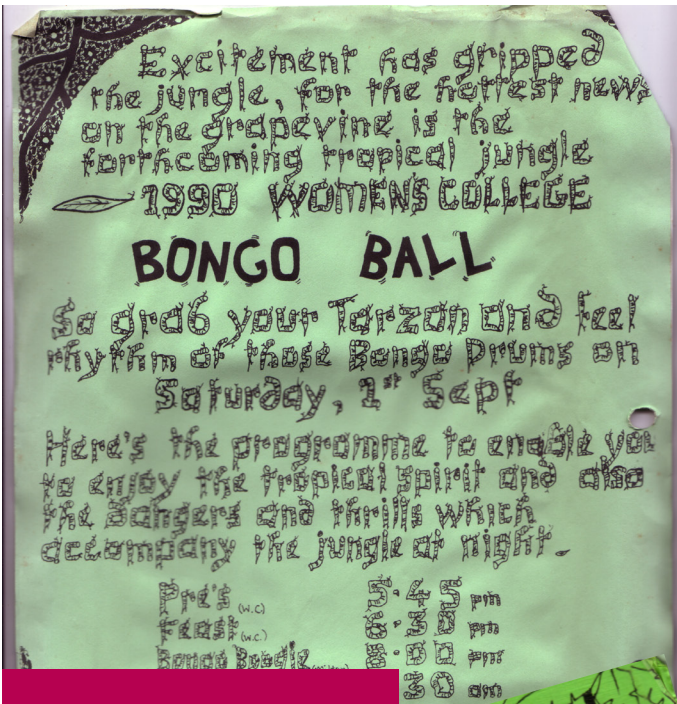 Excitement has gripped
the jungle, for the hottest news
on the grapevine is the
forthcoming tropical jungle
1990 WOMENS COLLEGE
BONGO BALL
So grab your Tarzan and feel
rhythm of those Bongo Drums on
Saturday, 1st Sept
Here's the programme to enable you
to enjoy the tropical spirit and also
the Dangers and thrills which
accompany the jungle at night.
Pre's (W.C) 5.45 pm
Feast (W.C.) 6.30 pm
Bongo Boogie 8.00 pm
30 am